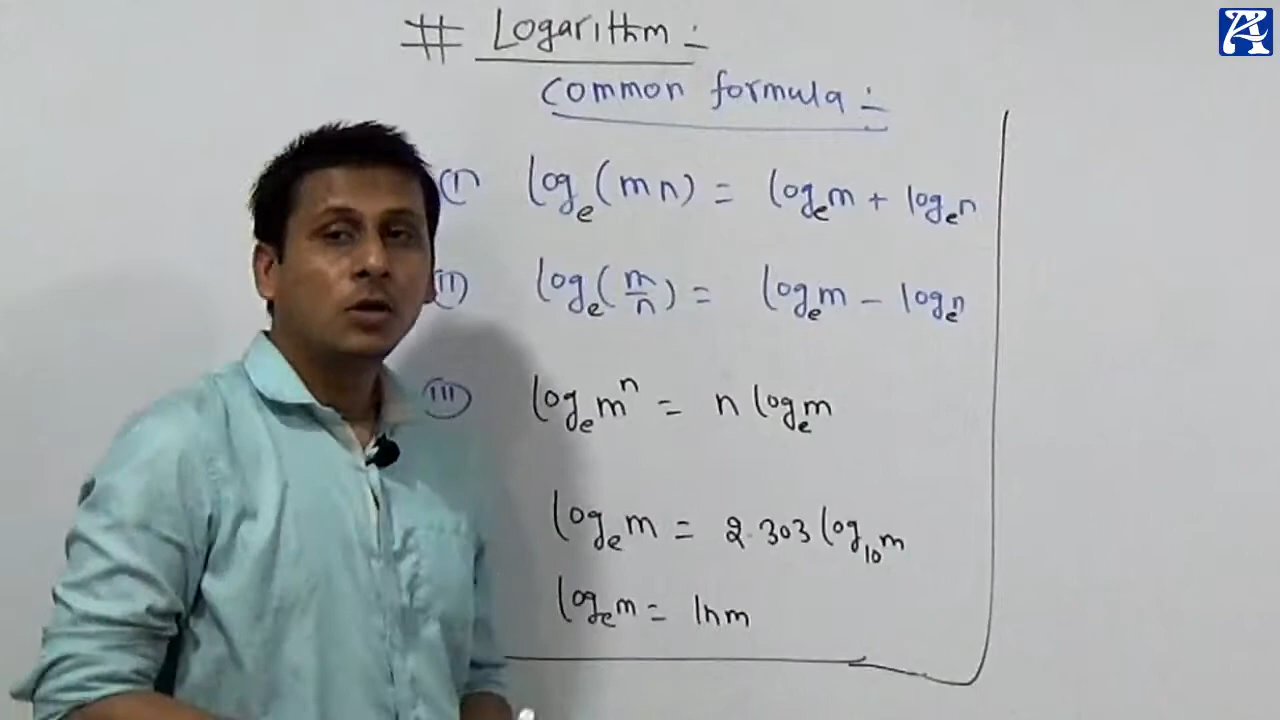 # Logarithm :-
Common formula :-
(I) logₑ(mn) = logₑm + logₑn
(II) logₑ(m/n) = logₑm - logₑn
(III) logₑmⁿ = n logₑm
logₑm = 2.303 log₁₀m
logₑm = lnm